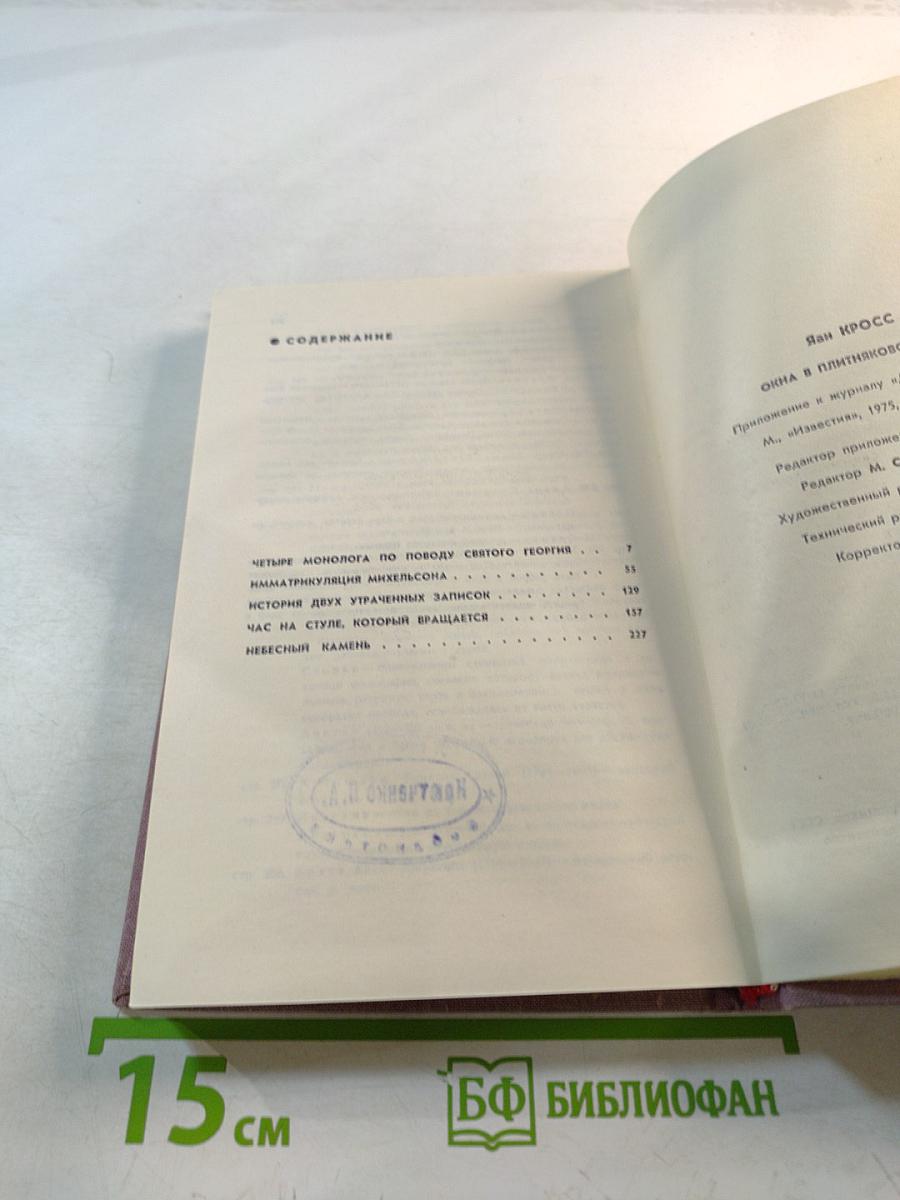 СОДЕРЖАНИЕ
ЧЕТЫРЕ МОНОЛОГА ПО ПОВОДУ СВЯТОГО ГЕОРГИЯ . . 7
ИММАТРИКУЛЯЦИЯ МИХЕЛЬСОНА . . . . . . . . . . . 55
ИСТОРИЯ ДВУХ УТРАЧЕННЫХ ЗАПИСОК . . . . . . . . 129
ЧАС НА СТУЛЕ, КОТОРЫЙ ВРАЩАЕТСЯ . . . . . . . . 157
НЕБЕСНЫЙ КАМЕНЬ . . . . . . . . . . . . . . . . 227
Яан КРОСС
ОКНА В ПЛИТНЯКОВО
Приложение к журналу «Д
М., «Известия», 1975,
Редактор приложе
Редактор М. С
Художественный р
Технический р
Корректо
15 см
БФ БИБЛИОФАН